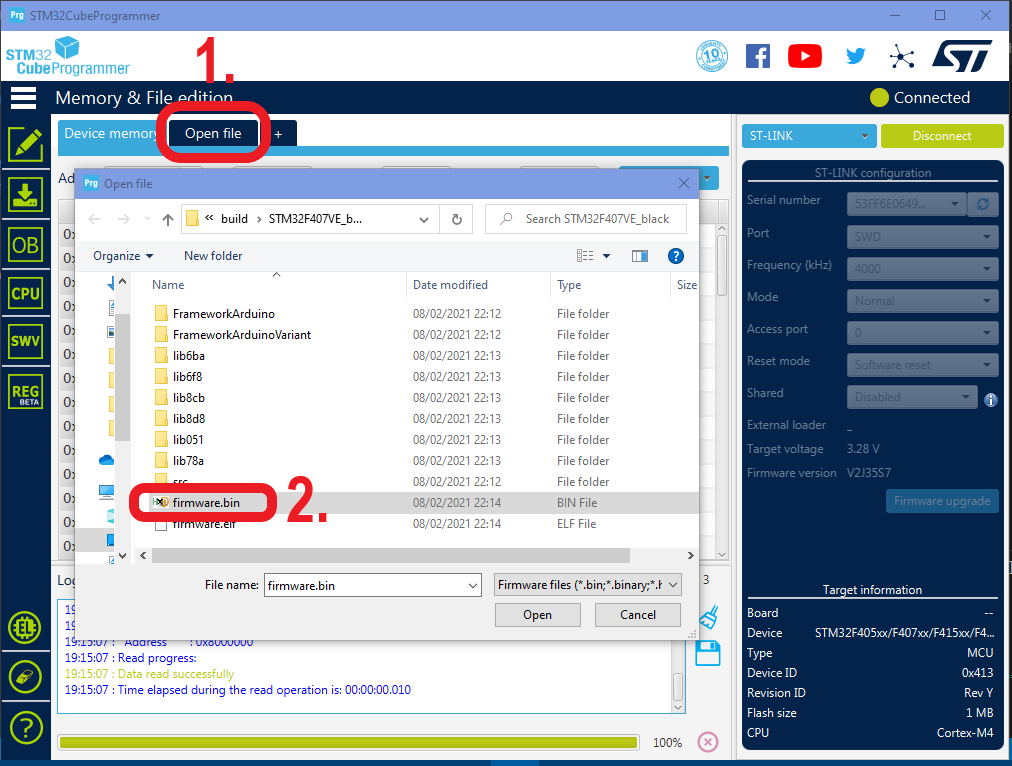 Prg STM32CubeProgrammer
STM32
CubeProgrammer
1.
10
YEARS
ST
Memory & File edition
Connected
Device memory
Open file
+
ST-LINK
Disconnect
Ad
Prg Open file
« build > STM32F407VE_b...
Search STM32F407VE_black
Organize
New folder
?
Name Date modified Type Size
FrameworkArduino 08/02/2021 22:12 File folder
FrameworkArduinoVariant 08/02/2021 22:12 File folder
lib6ba 08/02/2021 22:13 File folder
lib6f8 08/02/2021 22:13 File folder
lib8cb 08/02/2021 22:13 File folder
lib8d8 08/02/2021 22:13 File folder
lib051 08/02/2021 22:13 File folder
lib78a 08/02/2021 22:13 File folder
src 08/02/2021 22:12 File folder
firmware.bin 08/02/2021 22:14 BIN File
2.
firmware.elf 08/02/2021 22:14 ELF File
File name: firmware.bin
Firmware files (*.bin;*.binary;*.h
Open
Cancel
OB
CPU
SWV
REG
BETA
0x
0x
0x
0x
0x
0x
0x
0x
0x
0x
0x
0x
0x
0x
Log
3
19:15:07 : Address : 0x8000000
19:15:07 : Read progress:
19:15:07 : Data read successfully
19:15:07 : Time elapsed during the read operation is: 00:00:00.010
100%
?
ST-LINK configuration
Serial number 53FF6E0649...
Port SWD
Frequency (kHz) 4000
Mode Normal
Access port 0
Reset mode Software reset
Shared Disabled
External loader _
Target voltage 3.28 V
Firmware version V2J35S7
Firmware upgrade
Target information
Board --
Device STM32F405xx/F407xx/F415xx/F4...
Type MCU
Device ID 0x413
Revision ID Rev Y
Flash size 1 MB
CPU Cortex-M4